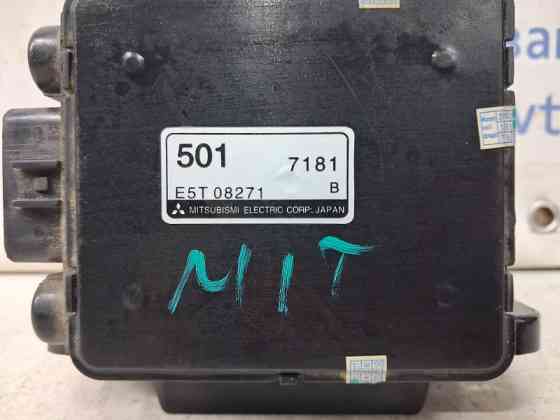 501 7181
E5T 08271 B
MITSUBISHI ELECTRIC CORP. JAPAN
MIT